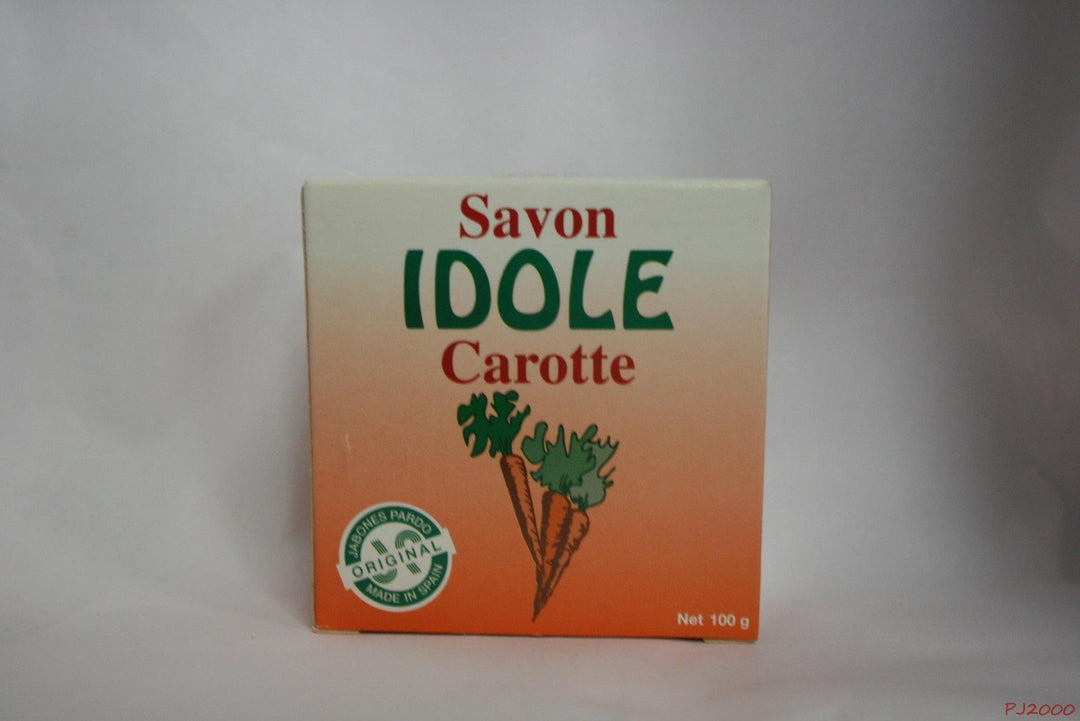 Savon
IDOLE
Carotte
JABONES PARDO
ORIGINAL
MADE IN SPAIN
Net 100 g
PJ2000